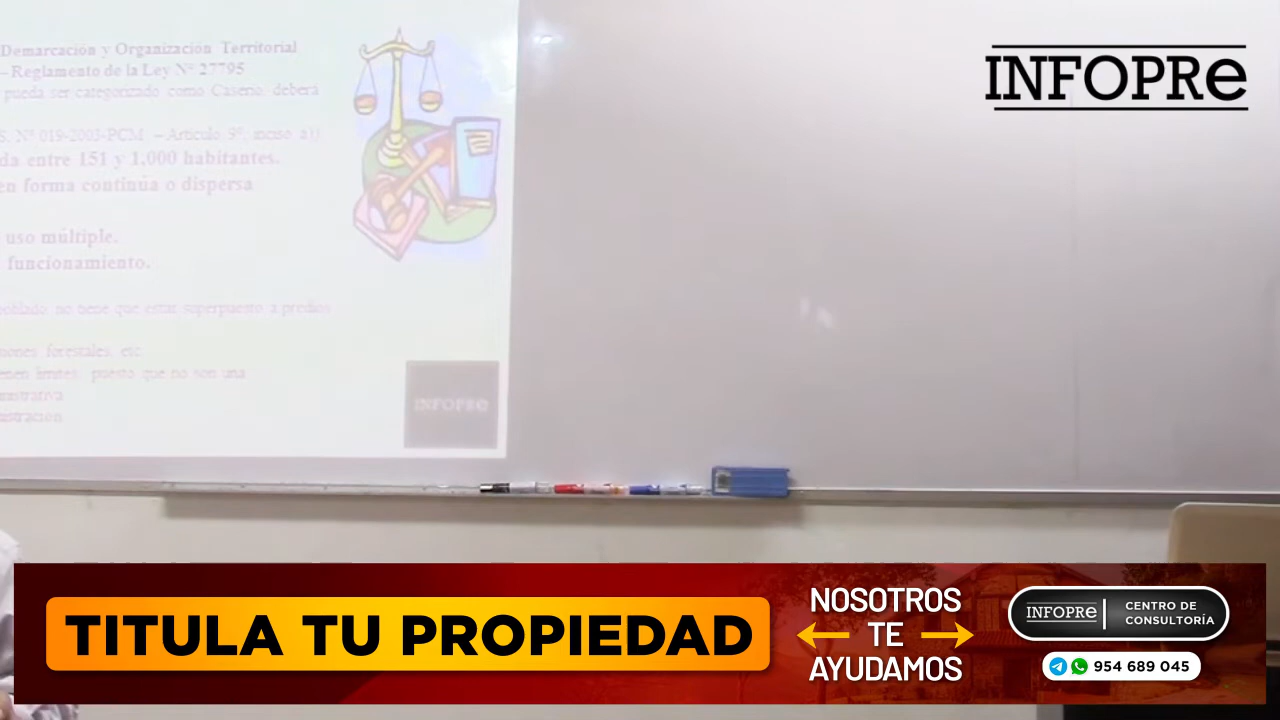 Demarcación y Organización Territorial
– Reglamento de la Ley N° 27795
pueda ser categorizado como Caserío deberá
S. N° 019-2003-PCM – Artículo 9°, inciso a))
da entre 151 y 1,000 habitantes.
en forma continúa o dispersa
uso múltiple.
funcionamiento.
no tiene que estar superpuesto a predios
forestales, etc
límites puesto que no son una
INFOPRe
INFOPRe
TITULA TU PROPIEDAD
NOSOTROS
TE
AYUDAMOS
INFOPRe
CENTRO DE
CONSULTORÍA
954 689 045